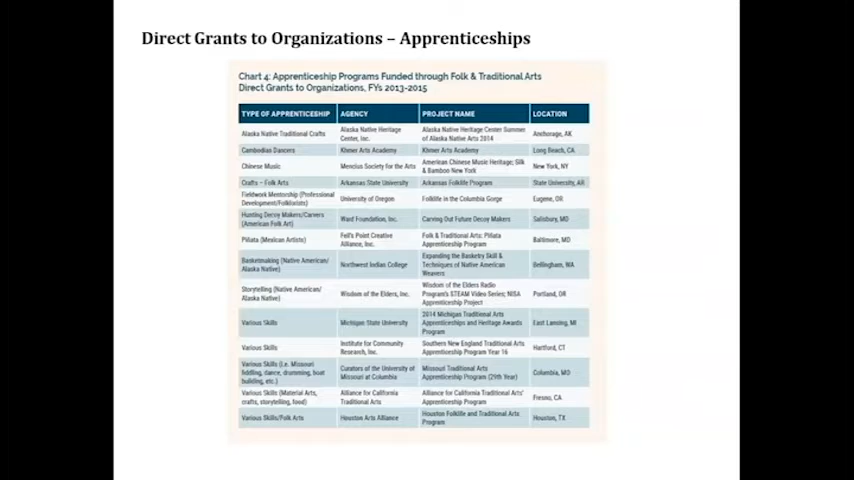 Direct Grants to Organizations – Apprenticeships
Chart 4: Apprenticeship Programs Funded through Folk & Traditional Arts
Direct Grants to Organizations, FYs 2013-2015
TYPE OF APPRENTICESHIP AGENCY PROJECT NAME LOCATION
Alaska Native Traditional Crafts
Alaska Native Heritage
Center, Inc.
Alaska Native Heritage Center Summer
of Alaska Native Arts 2014
Anchorage, AK
Cambodian Dancers Khmer Arts Academy Khmer Arts Academy Long Beach, CA
Chinese Music
Mencius Society for the Arts
American Chinese Music Heritage; Silk
& Bamboo New York
New York, NY
Crafts – Folk Arts Arkansas State University Arkansas Folklife Program State University, AR
Fieldwork Mentorship (Professional
Development/Folklorists)
University of Oregon
Folklife in the Columbia Gorge
Eugene, OR
Hunting Decoy Makers/Carvers
(American Folk Art)
Ward Foundation, Inc.
Carving Out Future Decoy Makers
Salisbury, MD
Piñata (Mexican Artists)
Fell's Point Creative
Alliance, Inc.
Folk & Traditional Arts: Piñata
Apprenticeship Program
Baltimore, MD
Basketmaking (Native American/
Alaska Native)
Northwest Indian College
Expanding the Basketry Skill &
Techniques of Native American
Weavers
Bellingham, WA
Storytelling (Native American/
Alaska Native)
Wisdom of the Elders, Inc.
Wisdom of the Elders Radio
Program's STEAM Video Series; NISA
Apprenticeship Project
Portland, OR
Various Skills
Michigan State University
2014 Michigan Traditional Arts
Apprenticeships and Heritage Awards
Program
East Lansing, MI
Various Skills
Institute for Community
Research, Inc.
Southern New England Traditional Arts
Apprenticeship Program Year 16
Hartford, CT
Various Skills (i.e. Missouri
fiddling, dance, drumming, boat
building, etc.)
Curators of the University of
Missouri at Columbia
Missouri Traditional Arts
Apprenticeship Program (29th Year)
Columbia, MO
Various Skills (Material Arts,
crafts, storytelling, food)
Alliance for California
Traditional Arts
Alliance for California Traditional Arts'
Apprenticeship Program
Fresno, CA
Various Skills/Folk Arts
Houston Arts Alliance
Houston Folklife and Traditional Arts
Program
Houston, TX